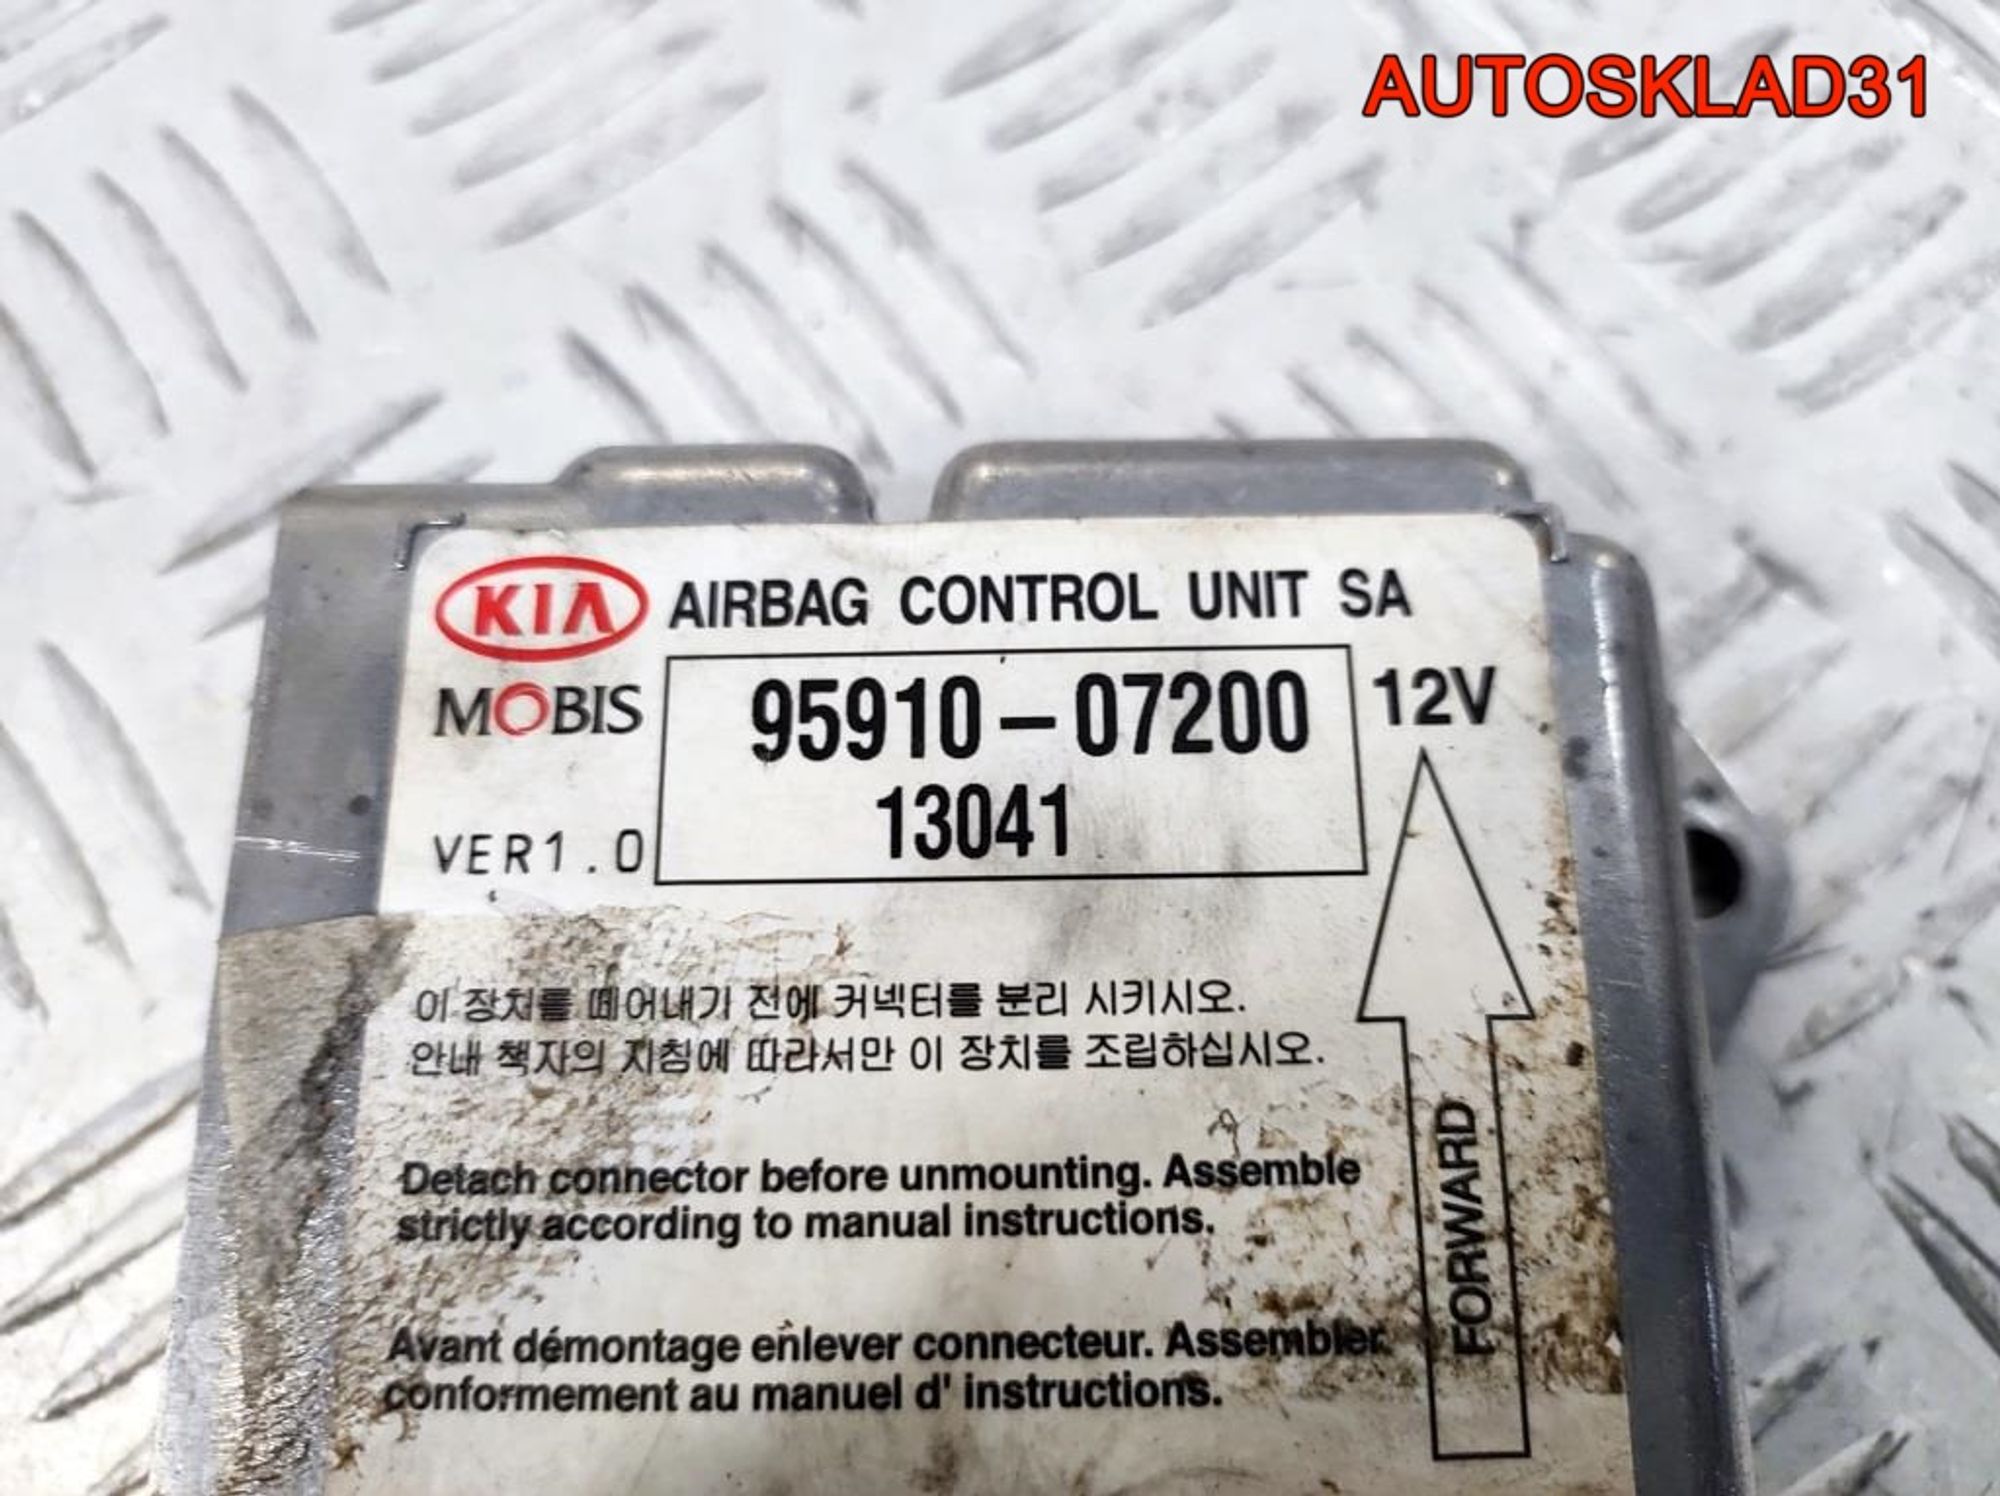 AUTOSKLAD31
KIA AIRBAG CONTROL UNIT SA
MOBIS 95910-07200 12V
VER1.0 13041
이 장치를 떼어내기 전에 커넥터를 분리 시키시오.
안내 책자의 지침에 따라서만 이 장치를 조립하십시오.
FORWARD
Detach connector before unmounting. Assemble
strictly according to manual instructions.
Avant démontage enlever connecteur. Assembler
conformement au manuel d' instructions.